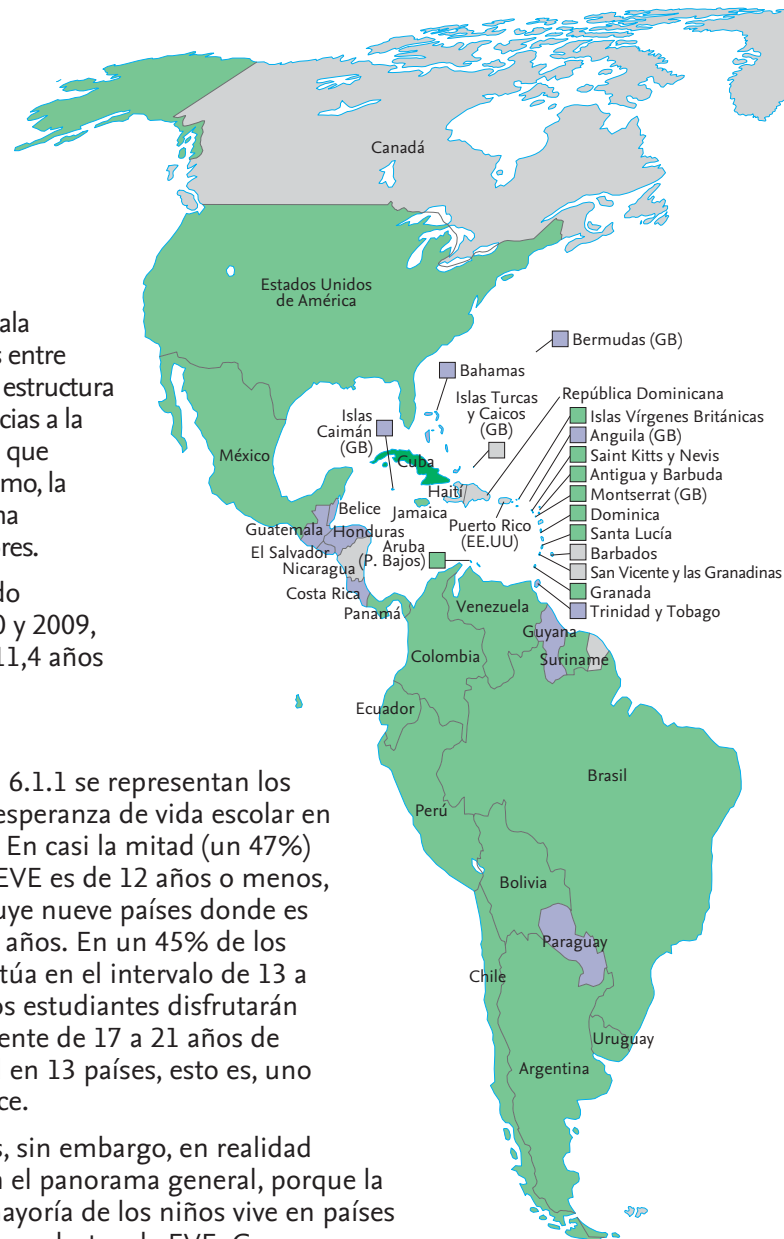 Canadá
Estados Unidos
de América
Bermudas (GB)
Bahamas
Islas Turcas
y Caicos
(GB)
República Dominicana
Islas
Caimán
(GB)
Islas Vírgenes Británicas
Anguila (GB)
Saint Kitts y Nevis
Antigua y Barbuda
Montserrat (GB)
Dominica
Santa Lucía
Barbados
San Vicente y las Granadinas
Granada
Trinidad y Tobago
México
Cuba
Haití
Jamaica
Puerto Rico
(EE.UU)
Belice
Guatemala
Honduras
El Salvador
Nicaragua
Aruba
(P. Bajos)
Costa Rica
Panamá
Venezuela
Guyana
Suriname
Colombia
Ecuador
Brasil
Perú
Bolivia
Paraguay
Chile
Uruguay
Argentina
ala
s entre
estructura
cias a la
que
mo, la
na
res.
do
0 y 2009,
11,4 años
6.1.1 se representan los
esperanza de vida escolar en
En casi la mitad (un 47%)
EVE es de 12 años o menos,
uye nueve países donde es
años. En un 45% de los
túa en el intervalo de 13 a
os estudiantes disfrutarán
ente de 17 a 21 años de
en 13 países, esto es, uno
ce.
s, sin embargo, en realidad
n el panorama general, porque la
mayoría de los niños vive en países